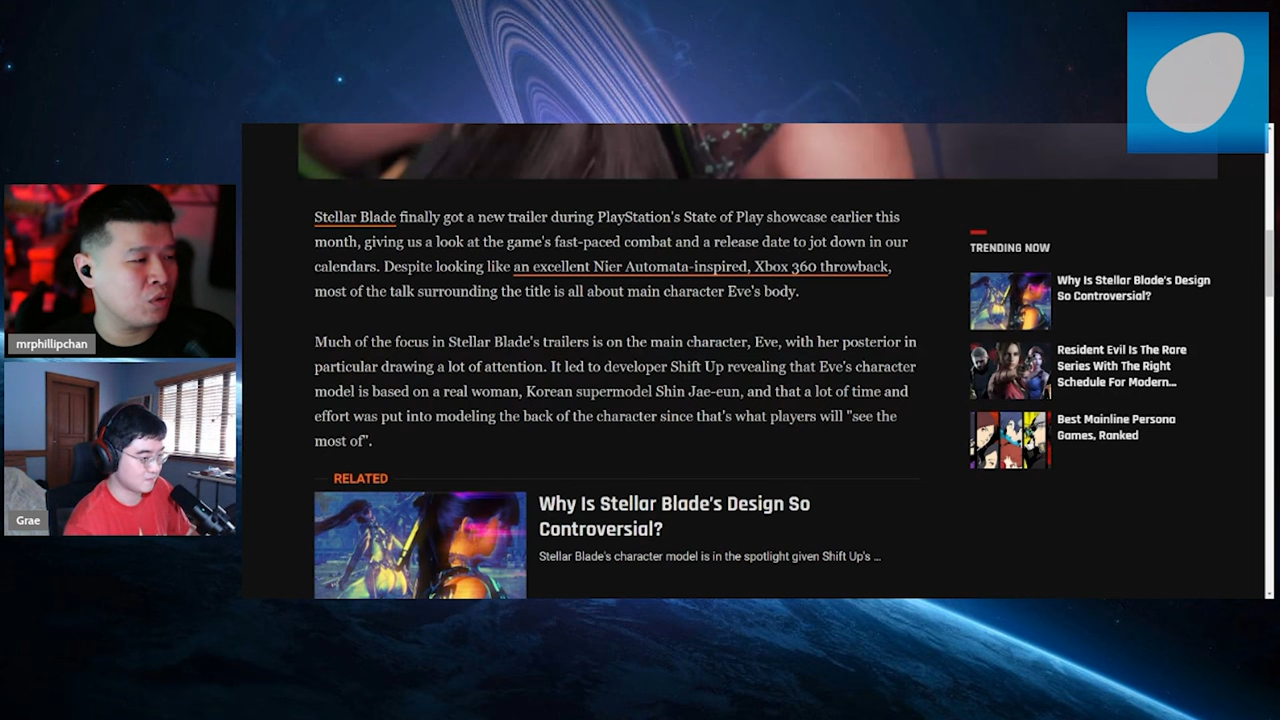 Stellar Blade finally got a new trailer during PlayStation's State of Play showcase earlier this
month, giving us a look at the game's fast-paced combat and a release date to jot down in our
calendars. Despite looking like an excellent Nier Automata-inspired, Xbox 360 throwback,
most of the talk surrounding the title is all about main character Eve's body.
Much of the focus in Stellar Blade's trailers is on the main character, Eve, with her posterior in
particular drawing a lot of attention. It led to developer Shift Up revealing that Eve's character
model is based on a real woman, Korean supermodel Shin Jae-eun, and that a lot of time and
effort was put into modeling the back of the character since that's what players will "see the
most of".
RELATED
Why Is Stellar Blade's Design So
Controversial?
Stellar Blade's character model is in the spotlight given Shift Up's ...
TRENDING NOW
Why Is Stellar Blade's Design
So Controversial?
Resident Evil Is The Rare
Series With The Right
Schedule For Modern...
Best Mainline Persona
Games, Ranked
mrphillipchan
Grae